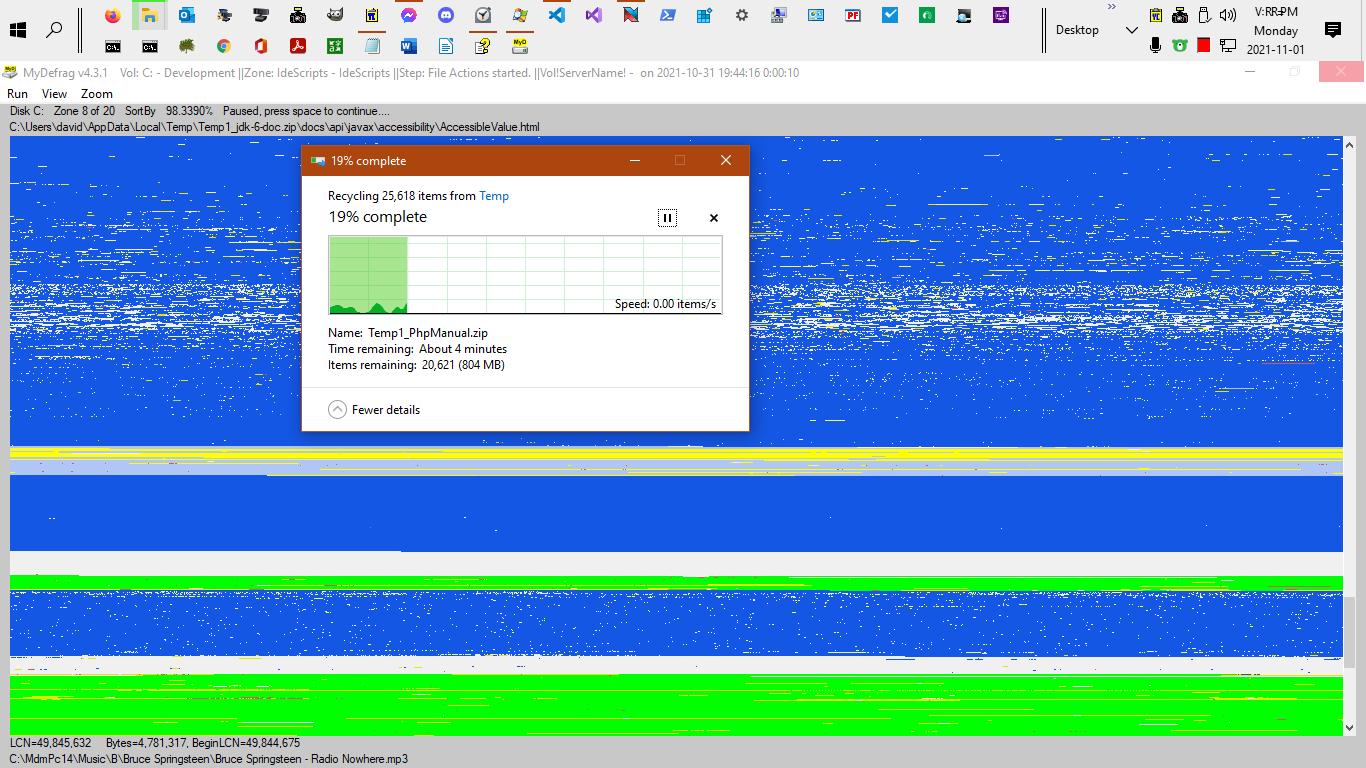 Desktop
V:RR-PM
Monday
2021-11-01
MyDefrag v4.3.1 Vol: C: - Development ||Zone: IdeScripts - IdeScripts ||Step: File Actions started. ||Vol!ServerName! - on 2021-10-31 19:44:16 0:00:10
Run View Zoom
Disk C: Zone 8 of 20 SortBy 98.3390% Paused, press space to continue....
C:\Users\david\AppData\Local\Temp\Temp1_jdk-6-doc.zip\docs\api\javax\accessibility\AccessibleValue.html
19% complete
Recycling 25,618 items from Temp
19% complete
Speed: 0.00 items/s
Name: Temp1_PhpManual.zip
Time remaining: About 4 minutes
Items remaining: 20,621 (804 MB)
Fewer details
LCN=49,845,632 Bytes=4,781,317, BeginLCN=49,844,675
C:\MdmPc14\Music\B\Bruce Springsteen\Bruce Springsteen - Radio Nowhere.mp3